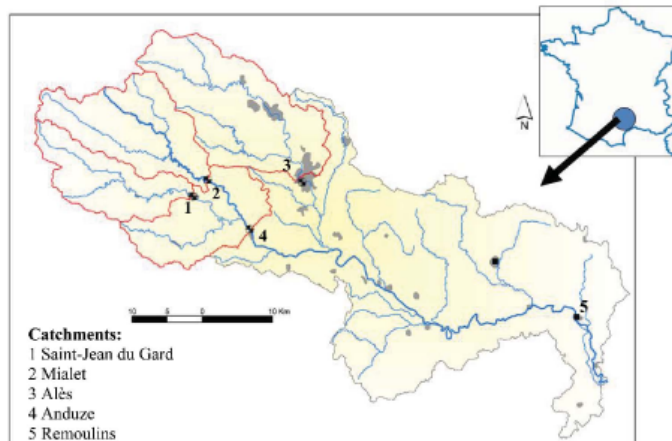 N
3
2
1
4
5
10 5 0 10 Km
Catchments:
1 Saint-Jean du Gard
2 Mialet
3 Alès
4 Anduze
5 Remoulins